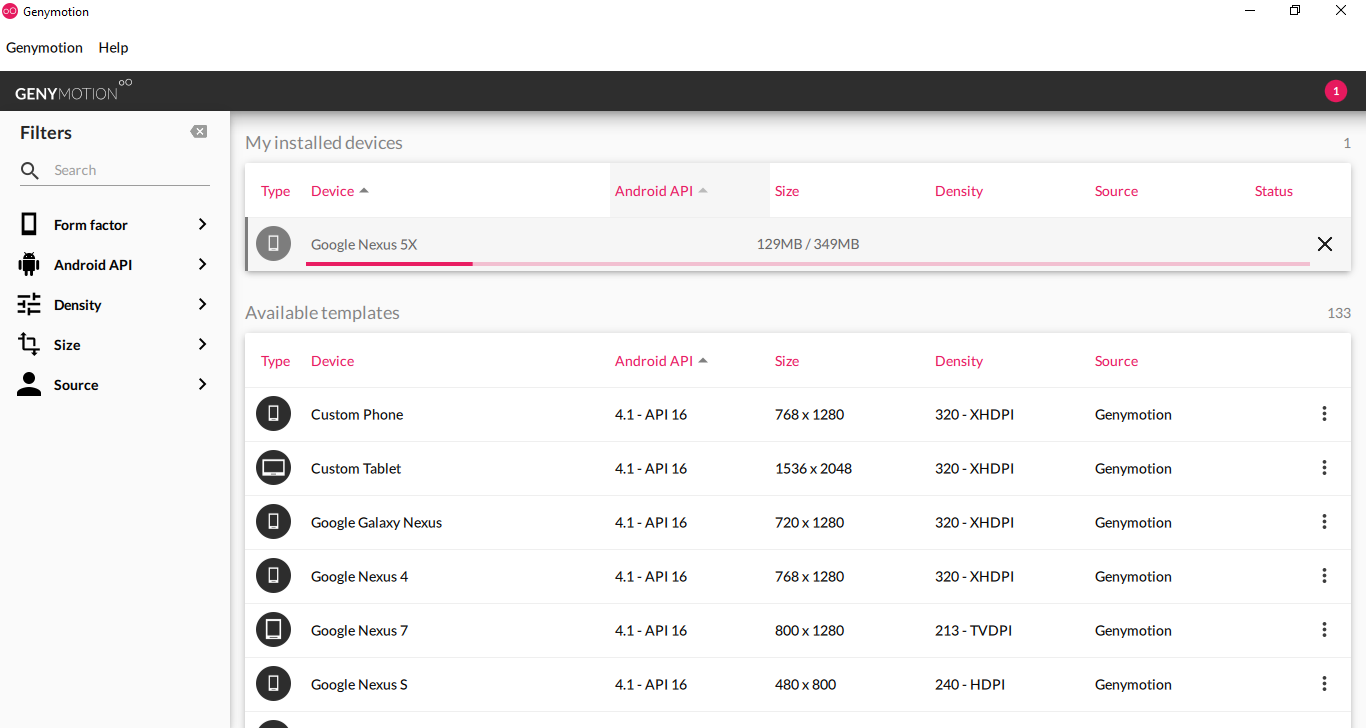 Genymotion
Genymotion Help
GENYMOTION 1
Filters
Search
Form factor
Android API
Density
Size
Source
My installed devices 1
Type Device Android API Size Density Source Status
Google Nexus 5X 129MB / 349MB
Available templates 133
Type Device Android API Size Density Source
Custom Phone 4.1 - API 16 768 x 1280 320 - XHDPI Genymotion
Custom Tablet 4.1 - API 16 1536 x 2048 320 - XHDPI Genymotion
Google Galaxy Nexus 4.1 - API 16 720 x 1280 320 - XHDPI Genymotion
Google Nexus 4 4.1 - API 16 768 x 1280 320 - XHDPI Genymotion
Google Nexus 7 4.1 - API 16 800 x 1280 213 - TVDPI Genymotion
Google Nexus S 4.1 - API 16 480 x 800 240 - HDPI Genymotion